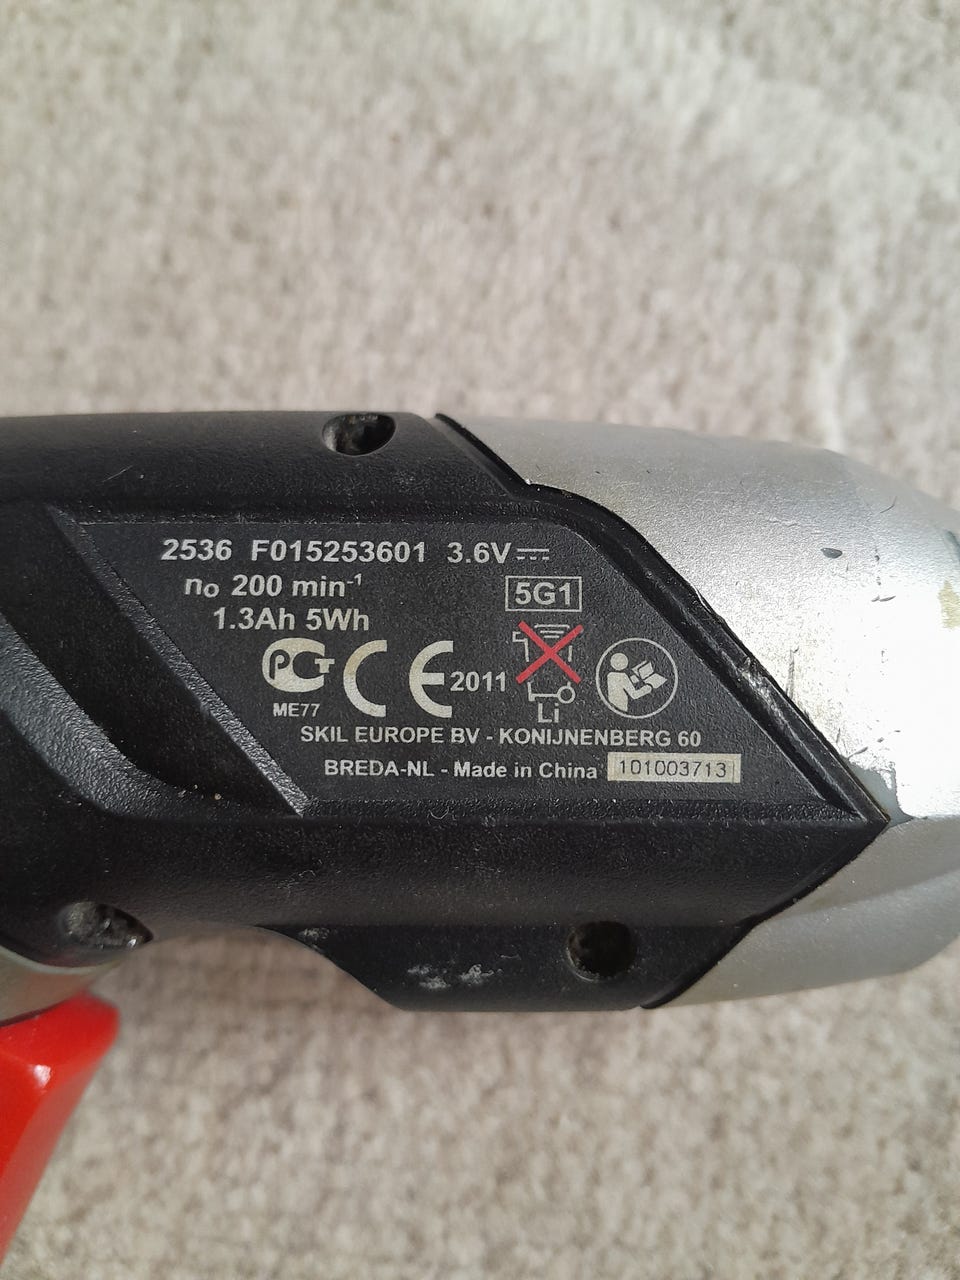 2536 F015253601 3.6V
no 200 min-1
5G1
1.3Ah 5Wh
PCT CE 2011
ME77
Li
SKIL EUROPE BV - KONIJNENBERG 60
BREDA-NL - Made in China 101003713